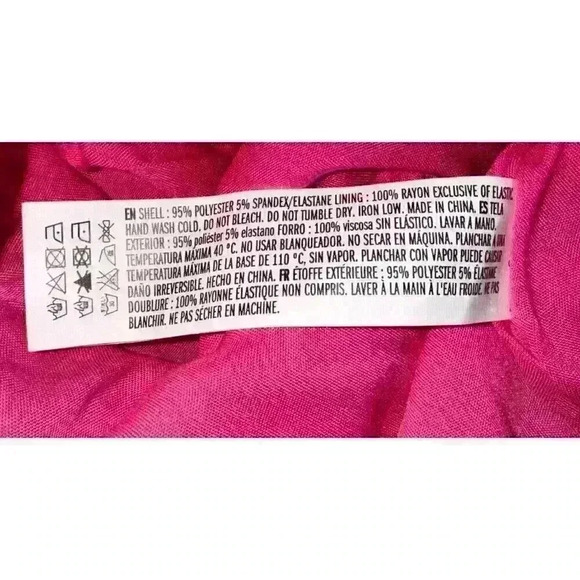 EN SHELL : 95% POLYESTER 5% SPANDEX/ELASTANE LINING : 100% RAYON EXCLUSIVE OF ELASTIC
HAND WASH COLD. DO NOT BLEACH. DO NOT TUMBLE DRY. IRON LOW. MADE IN CHINA. ES TELA
EXTERIOR : 95% poliéster 5% elastano FORRO : 100% viscosa SIN ELÁSTICO. LAVAR A MANO,
TEMPERATURA MÁXIMA 40 °C. NO USAR BLANQUEADOR. NO SECAR EN MÁQUINA. PLANCHAR A UNA
TEMPERATURA MÁXIMA DE LA BASE DE 110 °C, SIN VAPOR. PLANCHAR CON VAPOR PUEDE CAUSAR
DAÑO IRREVERSIBLE. HECHO EN CHINA. FR ÉTOFFE EXTÉRIEURE : 95% POLYESTER 5% ÉLASTANE
DOUBLURE : 100% RAYONNE ÉLASTIQUE NON COMPRIS. LAVER À LA MAIN À L'EAU FROIDE. NE PAS
BLANCHIR. NE PAS SÉCHER EN MACHINE.